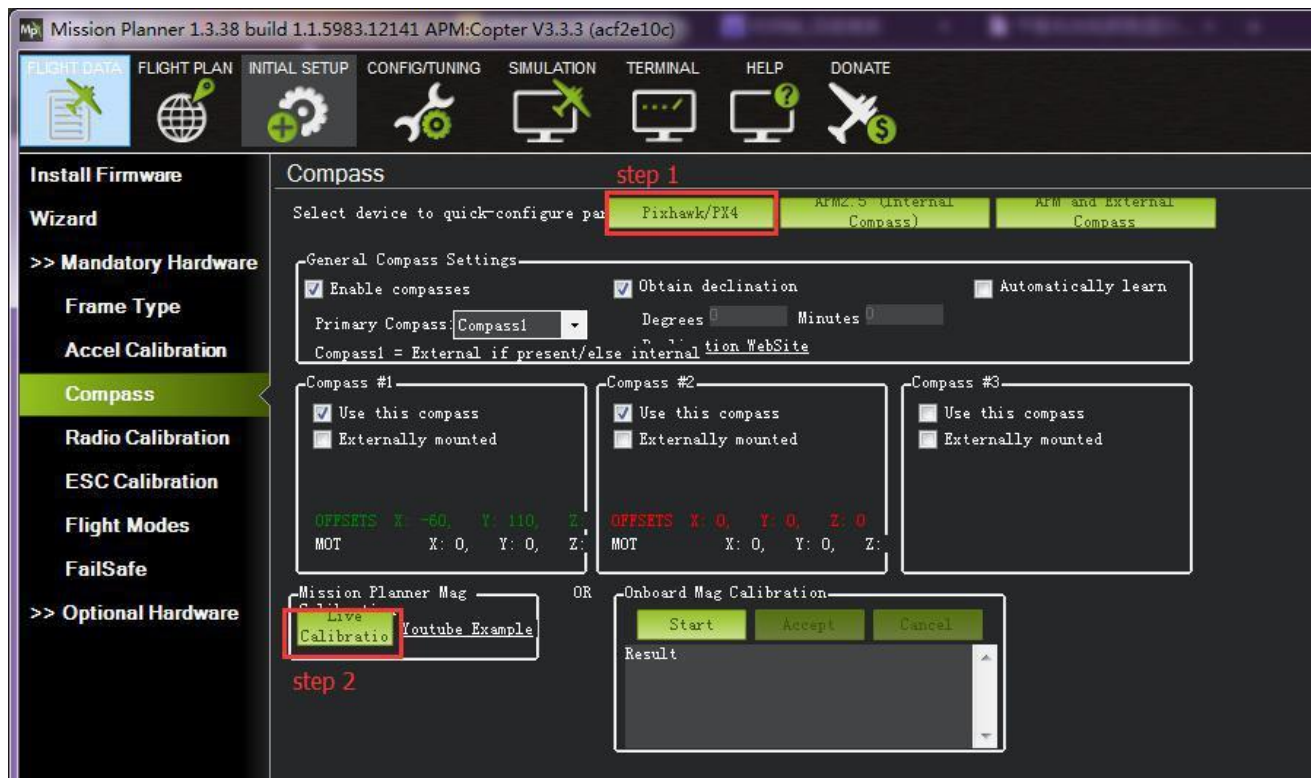 Mission Planner 1.3.38 build 1.1.5983.12141 APM:Copter V3.3.3 (acf2e10c)
FLIGHT DATA FLIGHT PLAN INITIAL SETUP CONFIG/TUNING SIMULATION TERMINAL HELP DONATE
Install Firmware
Wizard
>> Mandatory Hardware
Frame Type
Accel Calibration
Compass
Radio Calibration
ESC Calibration
Flight Modes
FailSafe
>> Optional Hardware
Compass
step 1
Select device to quick-configure par
Pixhawk/PX4
APM2.5 (Internal
Compass)
APM and External
Compass
General Compass Settings
Enable compasses
Obtain declination
Automatically learn
Primary Compass: Compass1
Degrees 0 Minutes 0
Compass1 = External if present/else internal
tion WebSite
Compass #1
Use this compass
Externally mounted
OFFSETS X: -60, Y: 110, Z:
MOT X: 0, Y: 0, Z:
Compass #2
Use this compass
Externally mounted
OFFSETS X: 0, Y: 0, Z: 0
MOT X: 0, Y: 0, Z:
Compass #3
Use this compass
Externally mounted
Mission Planner Mag
Live
Calibratio
Youtube Example
step 2
OR
Onboard Mag Calibration
Start Accept Cancel
Result